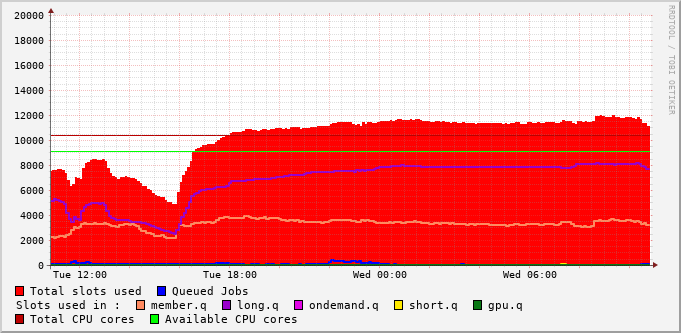 20000
18000
16000
14000
12000
10000
8000
6000
4000
2000
0
Tue 12:00 Tue 18:00 Wed 00:00 Wed 06:00
RRDTOOL / TOBI OETIKER
Total slots used Queued Jobs
Slots used in : member.q long.q ondemand.q short.q gpu.q
Total CPU cores Available CPU cores